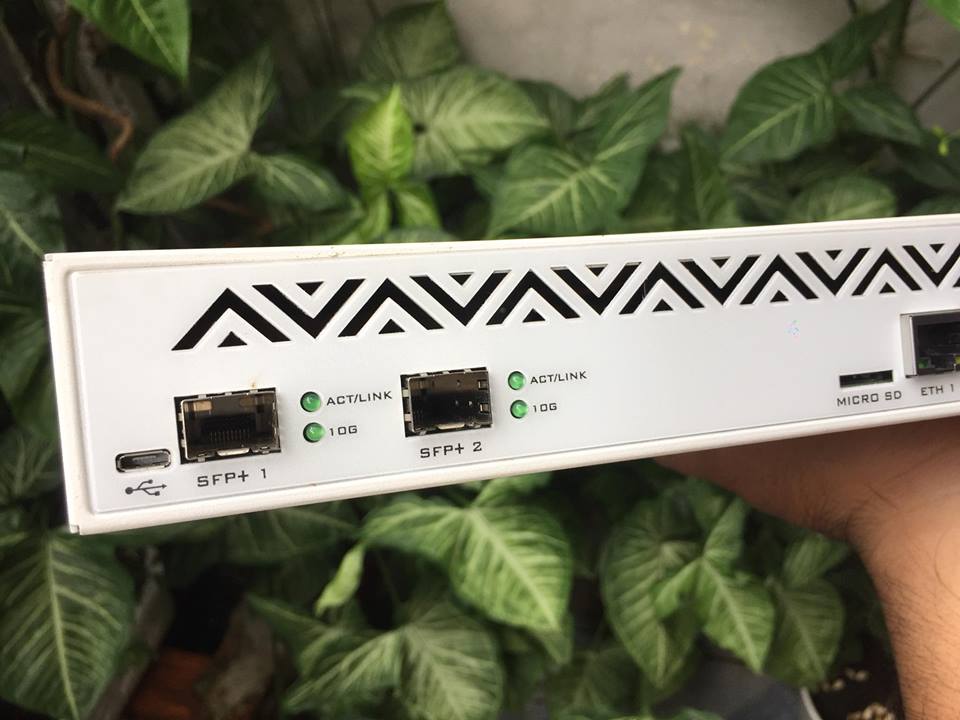 ACT/LINK
10G
SFP+ 1
ACT/LINK
10G
SFP+ 2
MICRO SD
ETH 1